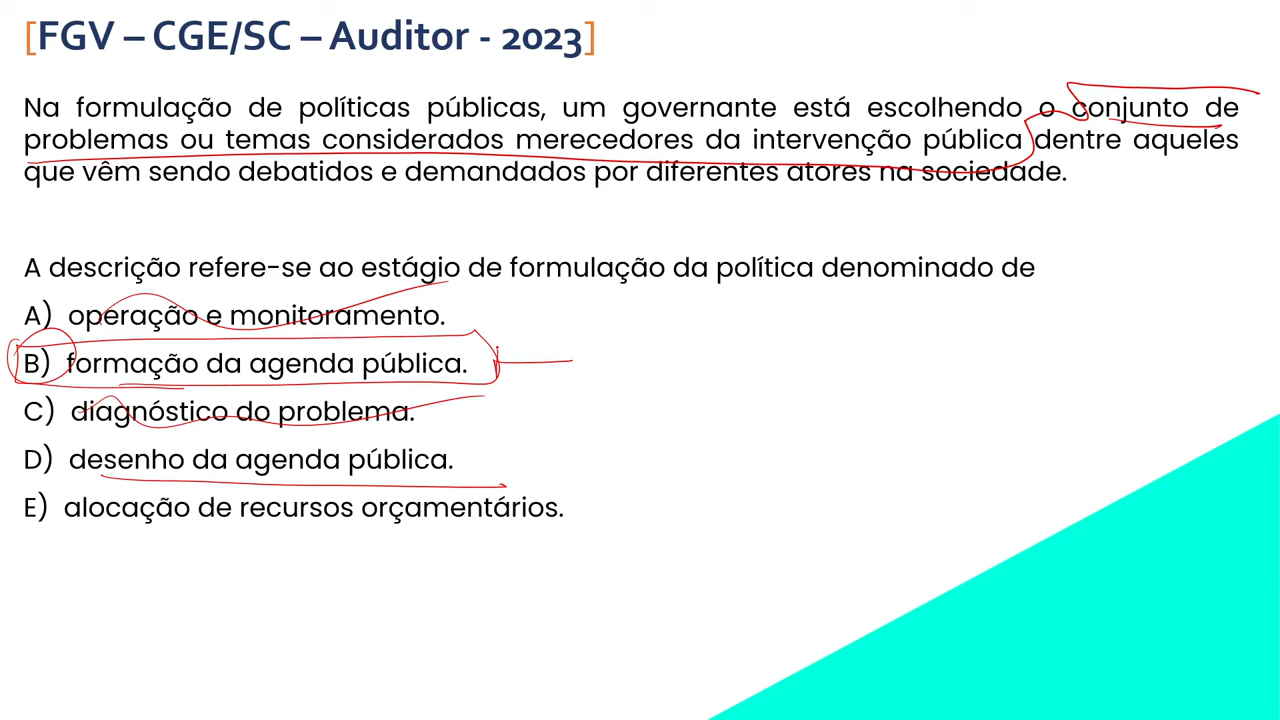 [FGV – CGE/SC – Auditor - 2023]
Na formulação de políticas públicas, um governante está escolhendo o conjunto de
problemas ou temas considerados merecedores da intervenção pública dentre aqueles
que vêm sendo debatidos e demandados por diferentes atores na sociedade.
A descrição refere-se ao estágio de formulação da política denominado de
A) operação e monitoramento.
B) formação da agenda pública.
C) diagnóstico do problema.
D) desenho da agenda pública.
E) alocação de recursos orçamentários.